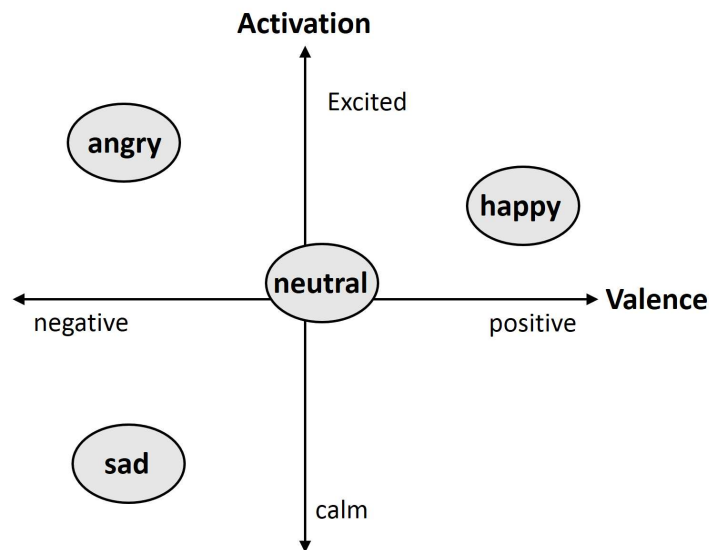 Activation
Excited
angry
happy
neutral
Valence
negative
positive
sad
calm